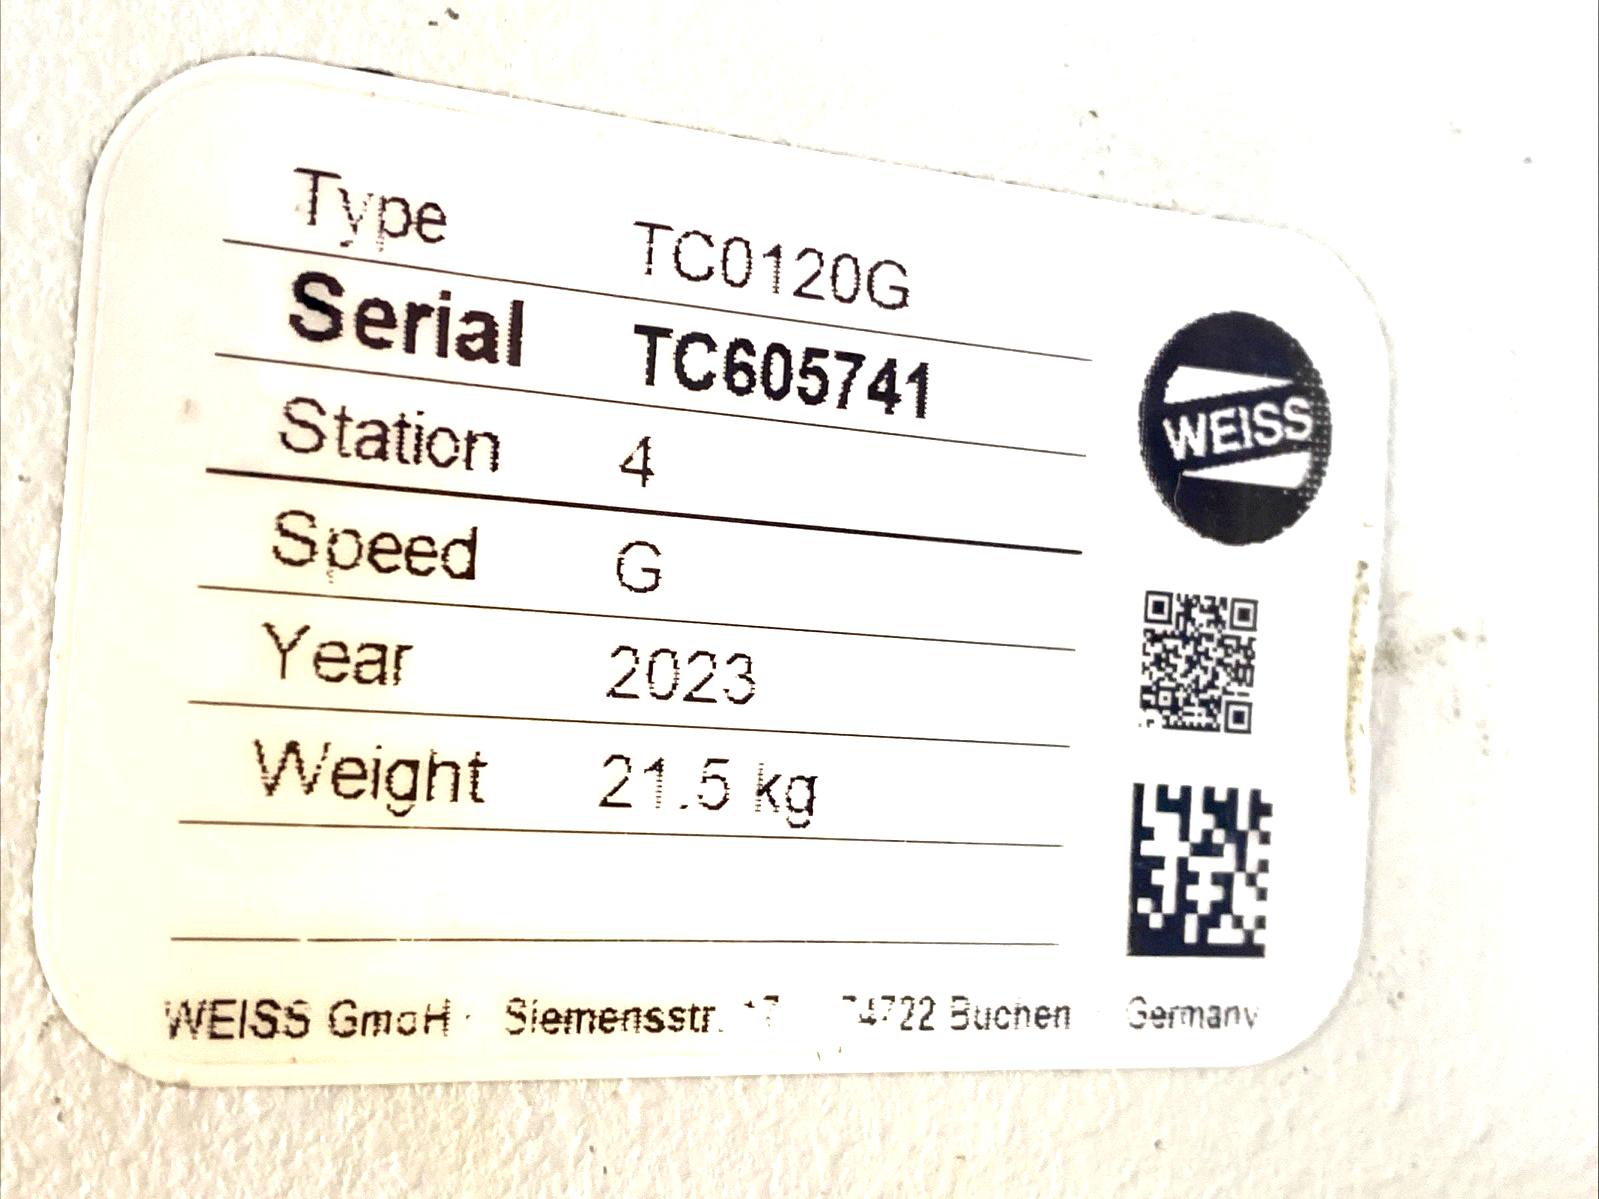 Type TC0120G
Serial TC605741
Station 4
Speed G
Year 2023
Weight 21.5 kg
WEISS
WEISS GmbH · Siemensstr. 74722 Buchen Germany